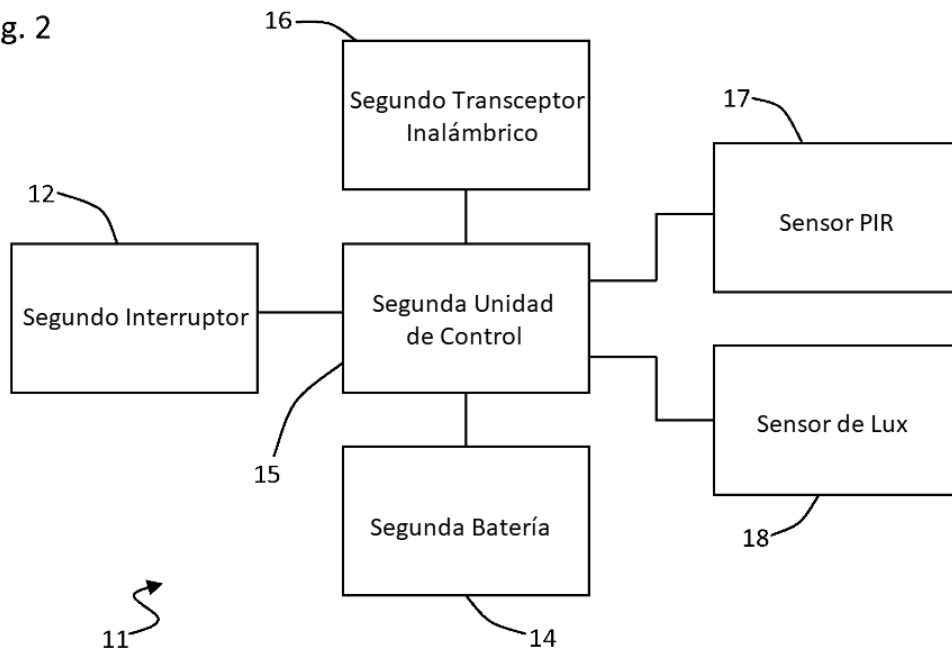 g. 2
16
Segundo Transceptor
Inalámbrico
17
Sensor PIR
12
Segundo Interruptor
Segunda Unidad
de Control
15
Sensor de Lux
18
Segunda Batería
14
11